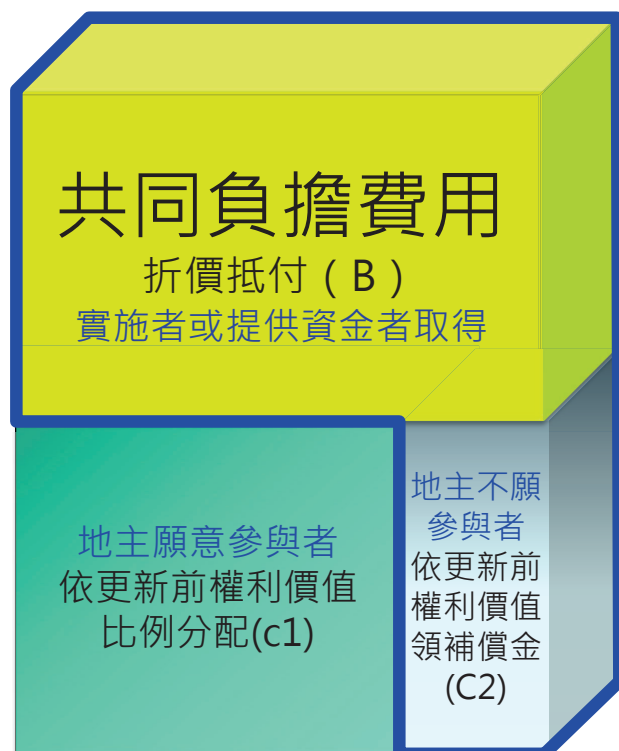 共同負擔費用
折價抵付（B）
實施者或提供資金者取得
地主願意參與者
依更新前權利價值
比例分配(c1)
地主不願
參與者
依更新前
權利價值
領補償金
(C2)